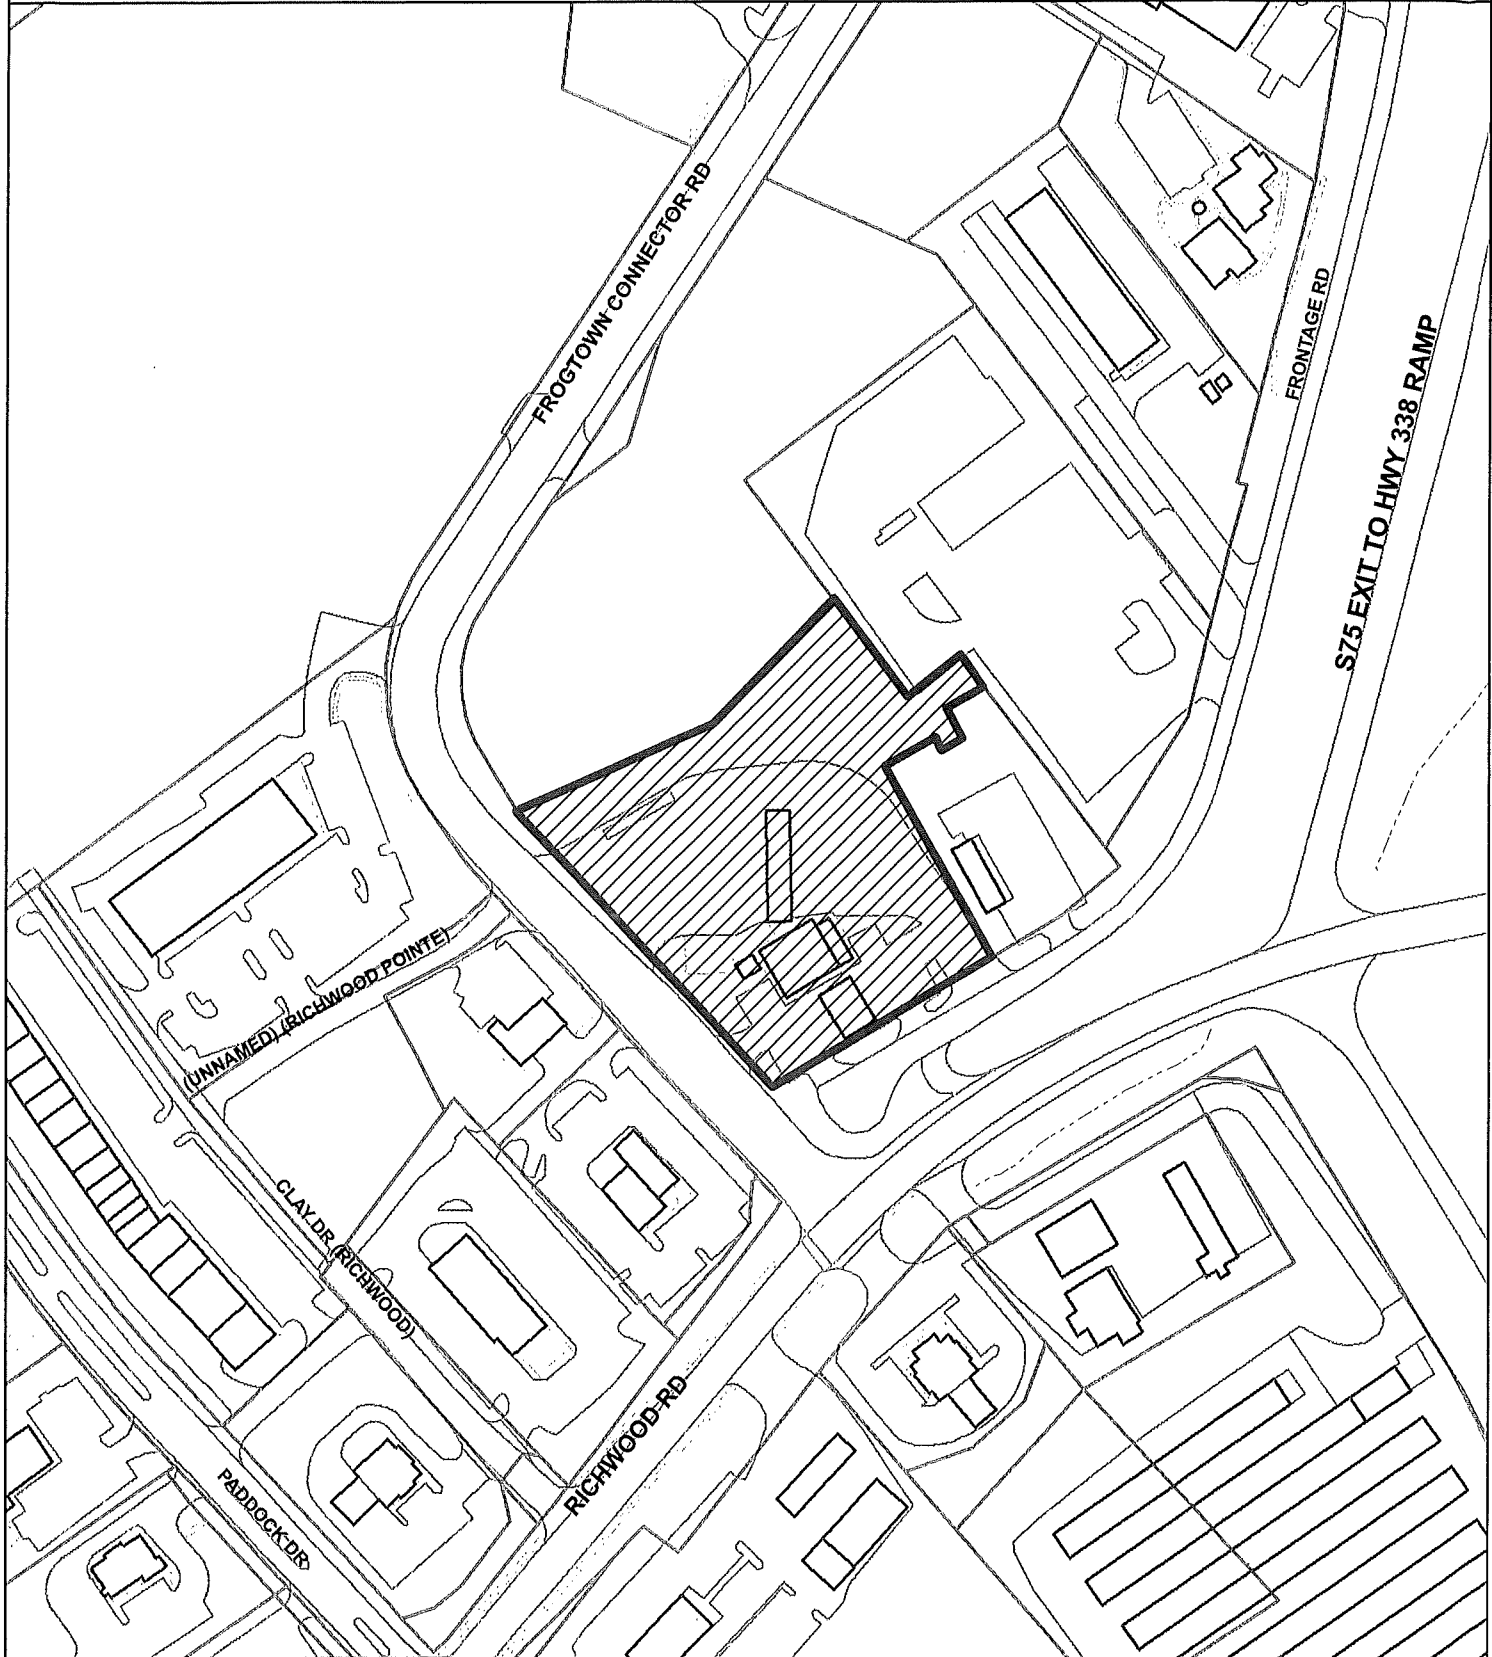 FROGTOWN CONNECTOR RD
FRONTAGE RD
S75 EXIT TO HWY 338 RAMP
(UNNAMED) (RICHWOOD POINTE)
CLAY DR (RICHWOOD)
RICHWOOD RD
PADDOCK DR